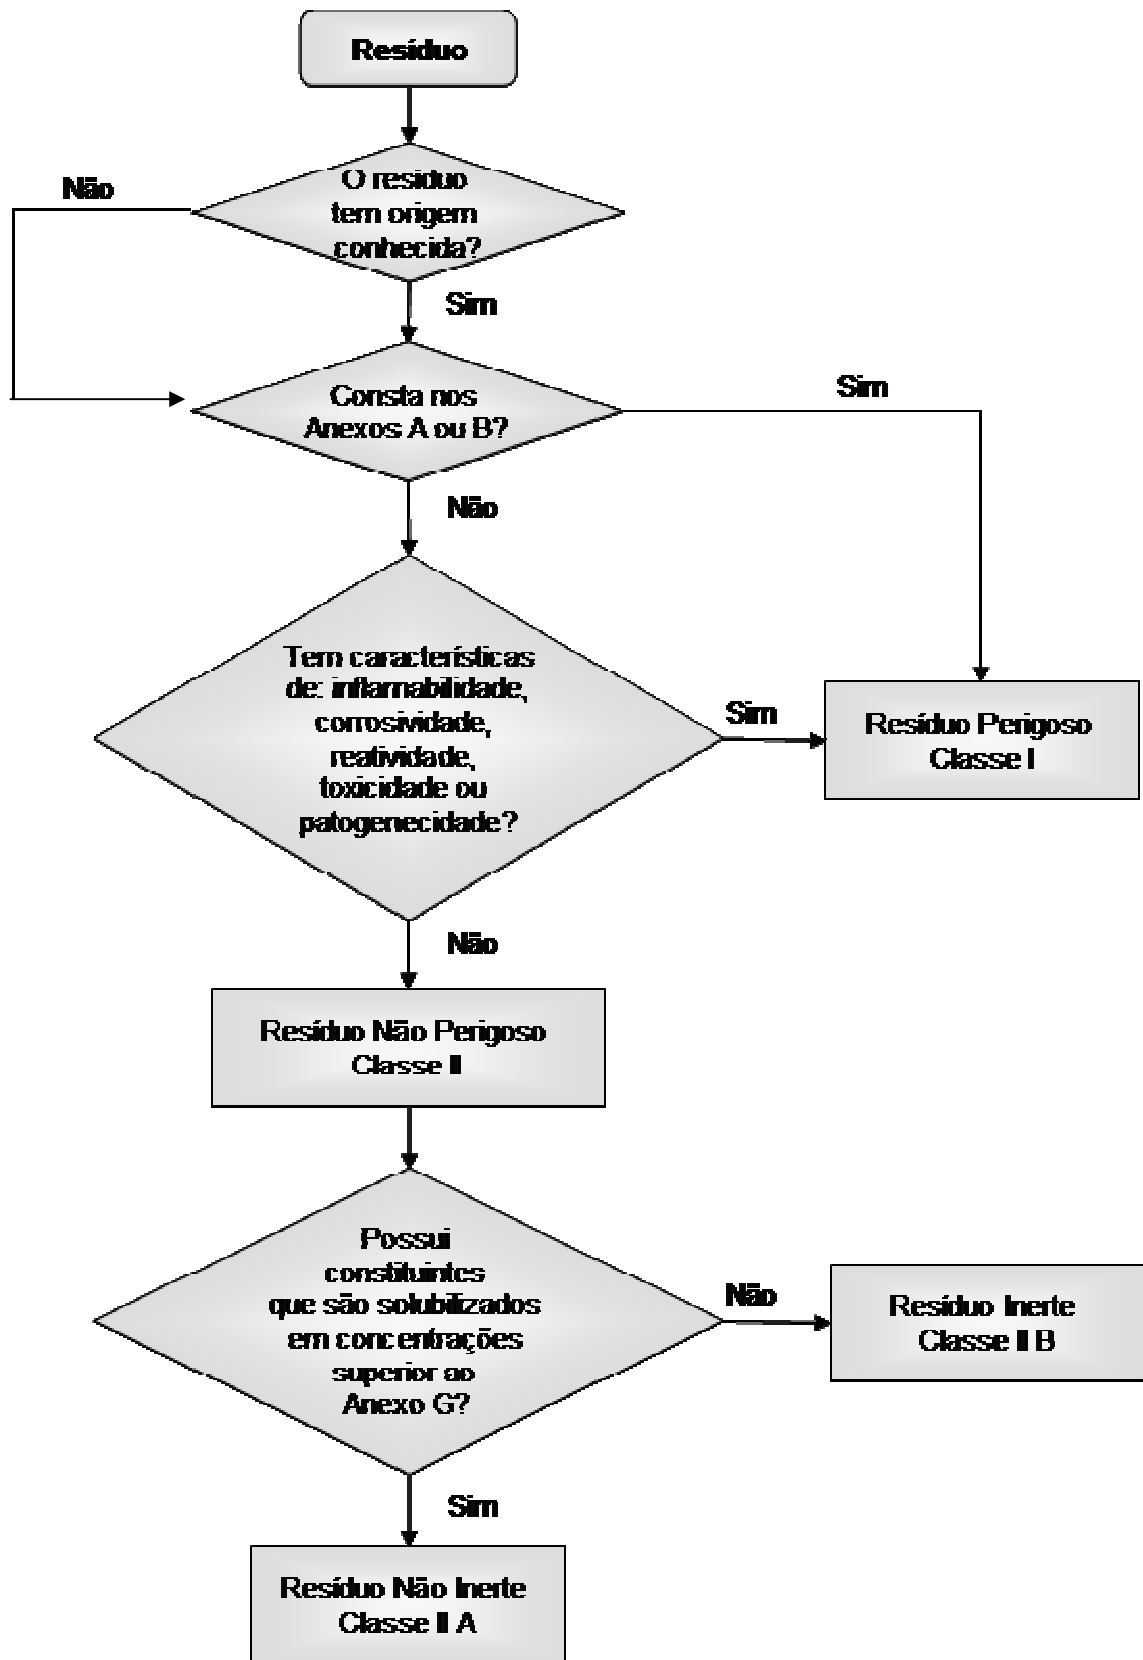 Resíduo
O resíduo
tem origem
conhecida?
Não
Sim
Consta nos
Anexos A ou B?
Sim
Não
Tem características
de: inflamabilidade,
corrosividade,
reatividade,
toxicidade ou
patogenecidade?
Sim
Resíduo Perigoso
Classe I
Não
Resíduo Não Perigoso
Classe II
Possui
constituintes
que são solubilizados
em concentrações
superior ao
Anexo G?
Não
Resíduo Inerte
Classe II B
Sim
Resíduo Não Inerte
Classe II A